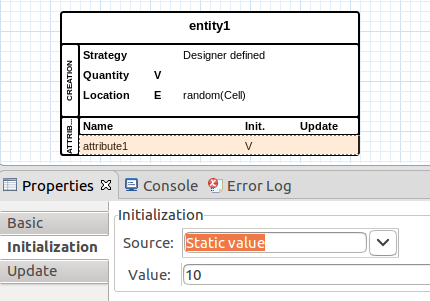 entity1
CREATION
Strategy Designer defined
Quantity V
Location E random(Cell)
ATTRIB...
Name Init. Update
attribute1 V
Properties Console Error Log
Basic
Initialization
Update
Initialization
Source: Static value
Value: 10